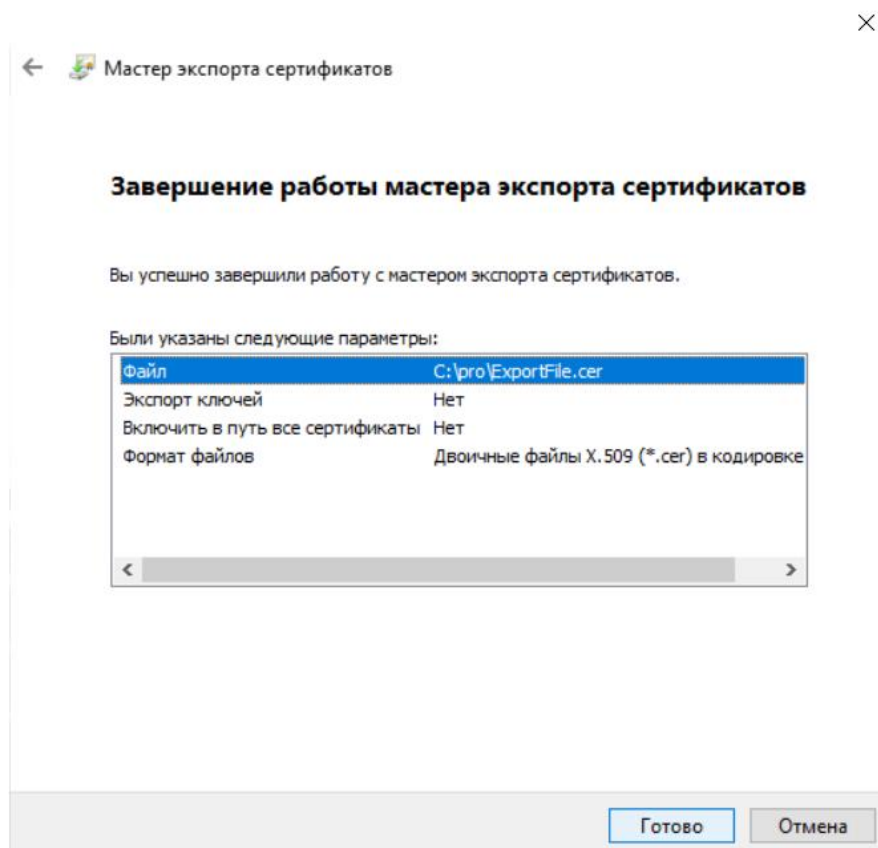 Мастер экспорта сертификатов
Завершение работы мастера экспорта сертификатов
Вы успешно завершили работу с мастером экспорта сертификатов.
Были указаны следующие параметры:
Файл C:\pro\ExportFile.cer
Экспорт ключей Нет
Включить в путь все сертификаты Нет
Формат файлов Двоичные файлы X.509 (*.cer) в кодировке
Готово Отмена